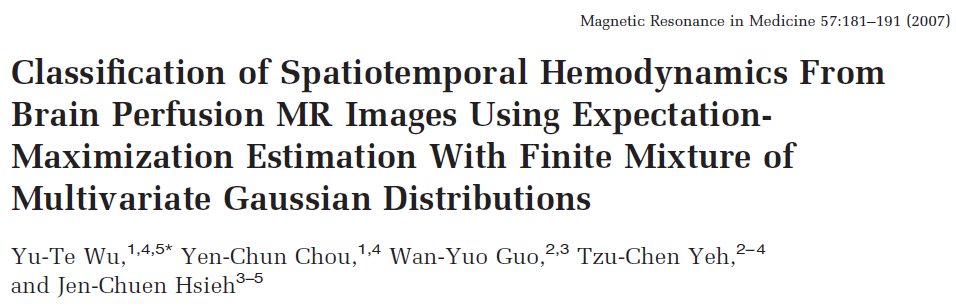 Magnetic Resonance in Medicine 57:181–191 (2007)
Classification of Spatiotemporal Hemodynamics From
Brain Perfusion MR Images Using Expectation-
Maximization Estimation With Finite Mixture of
Multivariate Gaussian Distributions
Yu-Te Wu,1,4,5* Yen-Chun Chou,1,4 Wan-Yuo Guo,2,3 Tzu-Chen Yeh,2–4
and Jen-Chuen Hsieh3–5